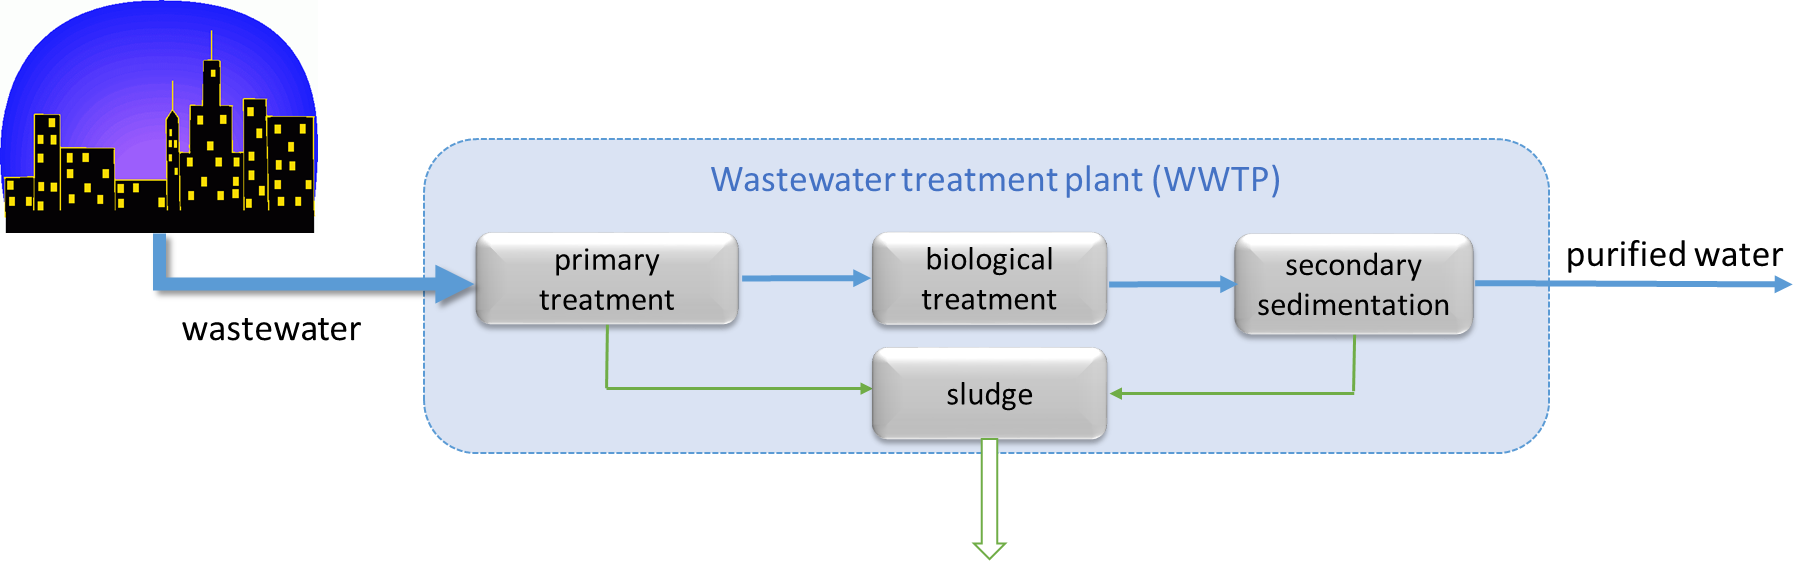 Wastewater treatment plant (WWTP)
primary
treatment
biological
treatment
secondary
sedimentation
purified water
wastewater
sludge